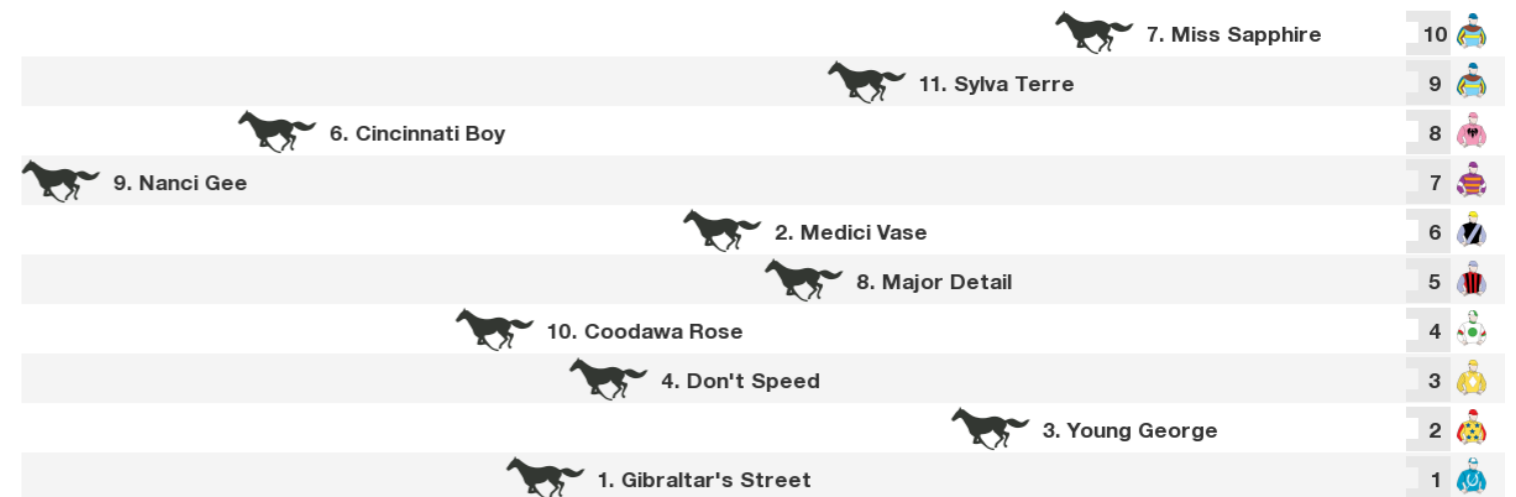 7. Miss Sapphire 10
11. Sylva Terre 9
6. Cincinnati Boy 8
9. Nanci Gee 7
2. Medici Vase 6
8. Major Detail 5
10. Coodawa Rose 4
4. Don't Speed 3
3. Young George 2
1. Gibraltar's Street 1